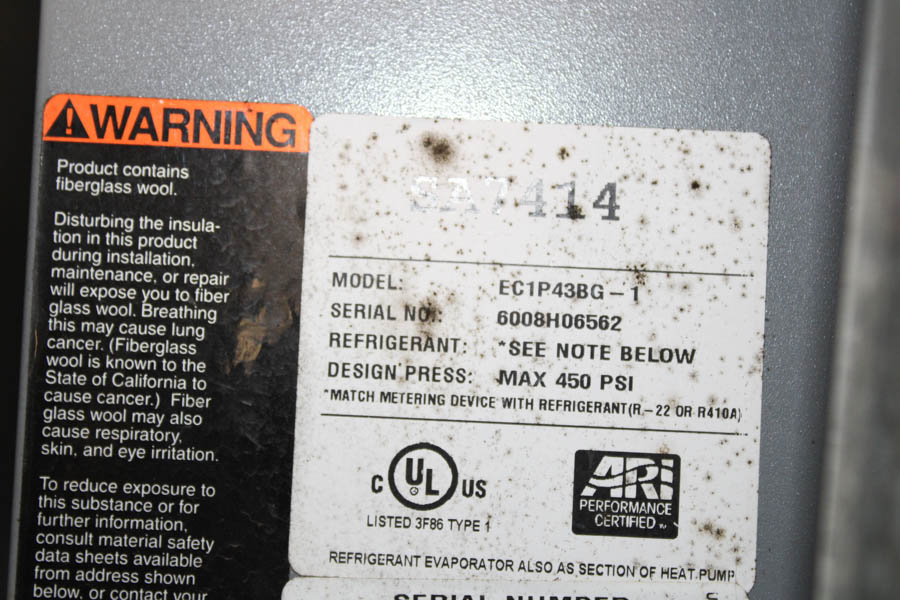 WARNING
Product contains
fiberglass wool.
Disturbing the insula-
tion in this product
during installation,
maintenance, or repair
will expose you to fiber
glass wool. Breathing
this may cause lung
cancer. (Fiberglass
wool is known to the
State of California to
cause cancer.) Fiber
glass wool may also
cause respiratory,
skin, and eye irritation.
To reduce exposure to
this substance or for
further information,
consult material safety
data sheets available
from address shown
below, or contact your
SA7414
MODEL: EC1P43BG-1
SERIAL NO.: 6008H06562
REFRIGERANT: *SEE NOTE BELOW
DESIGN PRESS: MAX 450 PSI
*MATCH METERING DEVICE WITH REFRIGERANT(R-22 OR R410A)
C UL US
LISTED 3F86 TYPE 1
ARi
PERFORMANCE
CERTIFIED
REFRIGERANT EVAPORATOR ALSO AS SECTION OF HEAT PUMP
SERIAL NUMBER